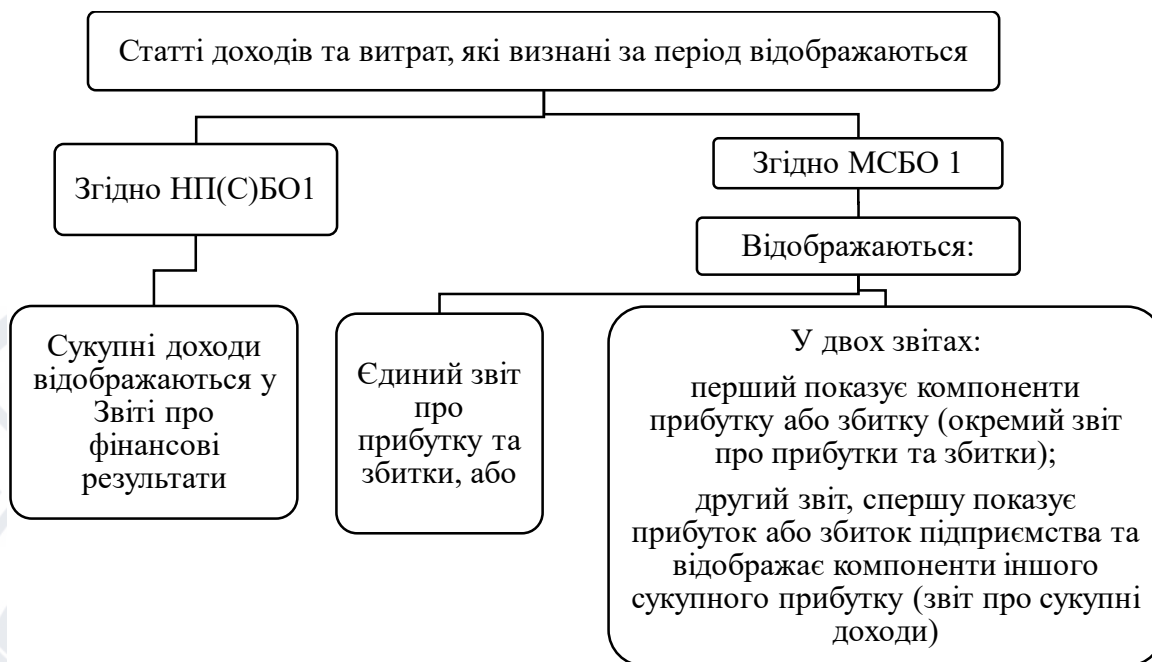 Статті доходів та витрат, які визнані за період відображаються
Згідно НП(С)БО1
Згідно МСБО 1
Відображаються:
Сукупні доходи
відображаються у
Звіті про
фінансові
результати
Єдиний звіт
про
прибутку та
збитки, або
У двох звітах:
перший показує компоненти
прибутку або збитку (окремий звіт
про прибутки та збитки);
другий звіт, спершу показує
прибуток або збиток підприємства та
відображає компоненти іншого
сукупного прибутку (звіт про сукупні
доходи)